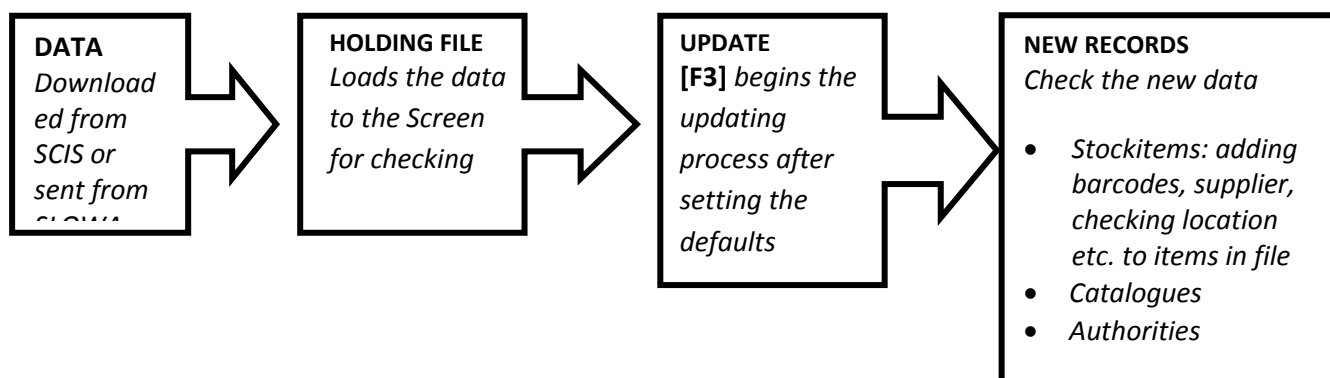 DATA
Download
ed from
SCIS or
sent from
HOLDING FILE
Loads the data
to the Screen
for checking
UPDATE
[F3] begins the
updating
process after
setting the
defaults
NEW RECORDS
Check the new data
• Stockitems: adding
barcodes, supplier,
checking location
etc. to items in file
• Catalogues
• Authorities